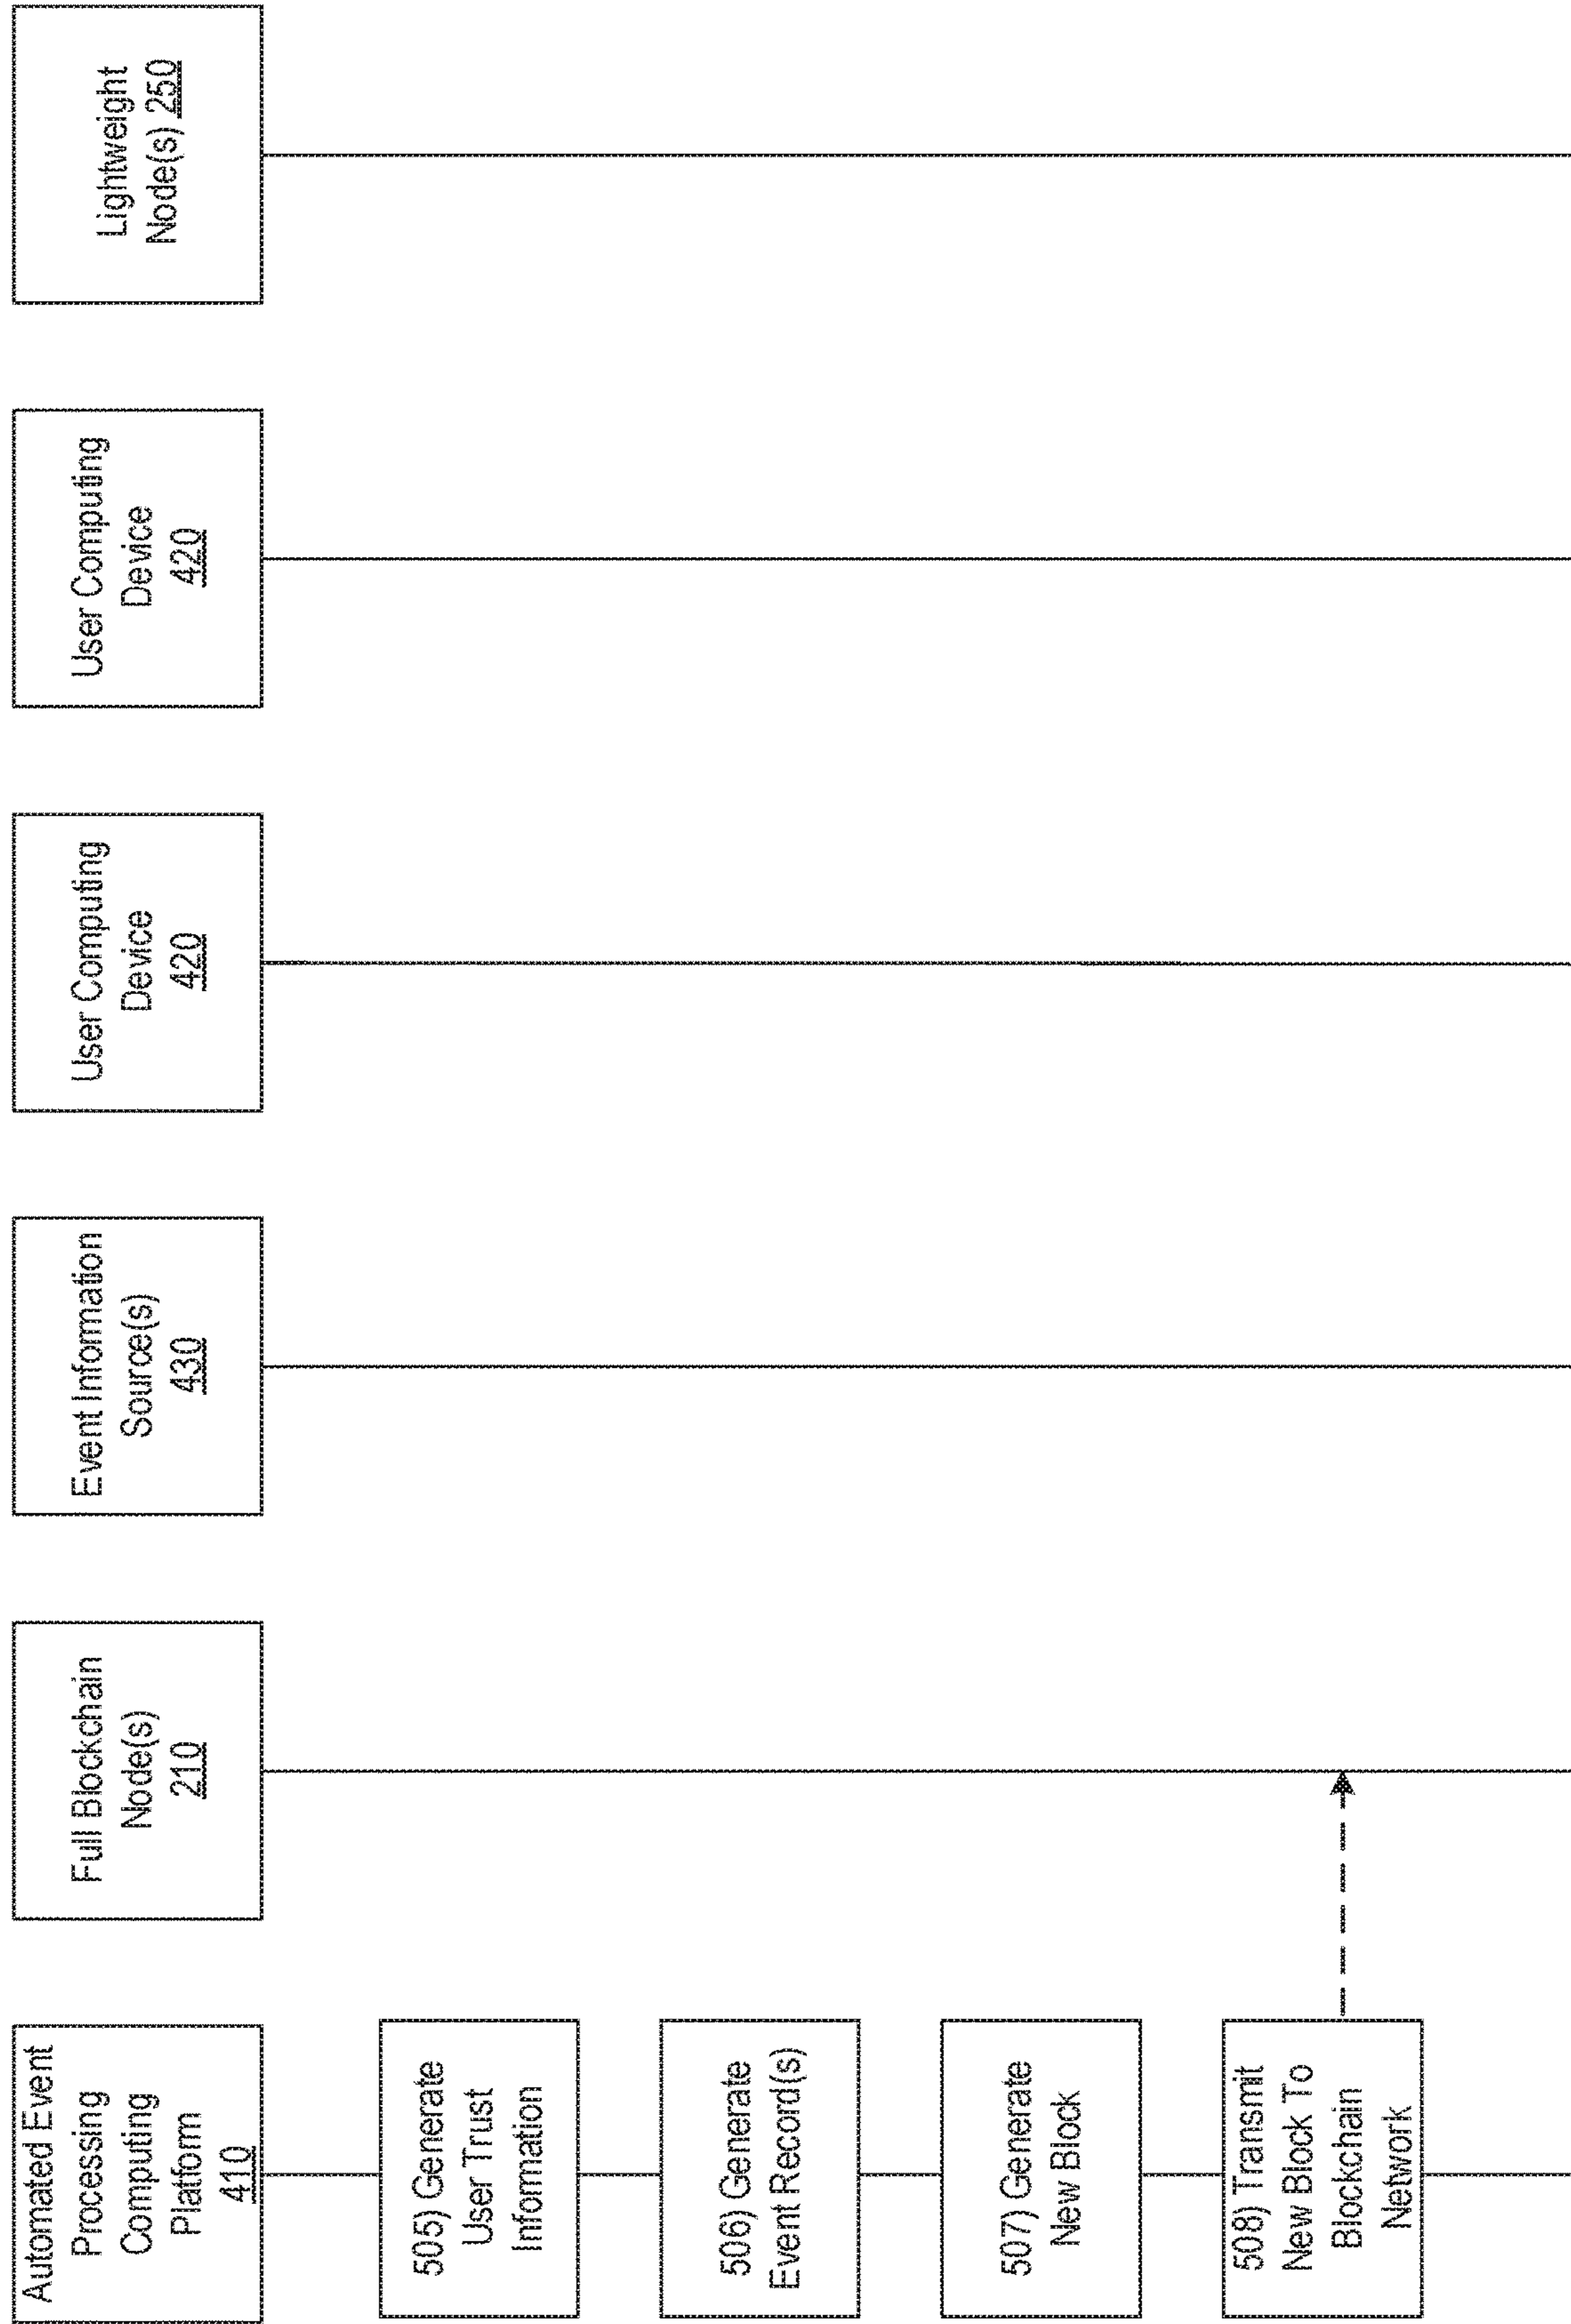 Automated Event
Processing
Computing
Platform
410
Full Blockchain
Node(s)
210
Event Information
Source(s)
430
User Computing
Device
420
User Computing
Device
420
Lightweight
Node(s) 250
505) Generate
User Trust
Information
506) Generate
Event Record(s)
507) Generate
New Block
508) Transmit
New Block To
Blockchain
Network